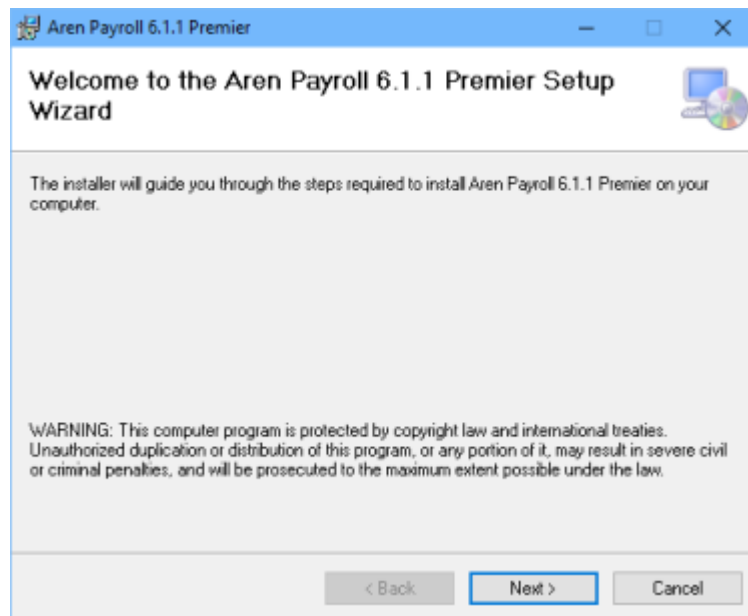 Aren Payroll 6.1.1 Premier
Welcome to the Aren Payroll 6.1.1 Premier Setup
Wizard
The installer will guide you through the steps required to install Aren Payroll 6.1.1 Premier on your
computer.
WARNING: This computer program is protected by copyright law and international treaties.
Unauthorized duplication or distribution of this program, or any portion of it, may result in severe civil
or criminal penalties, and will be prosecuted to the maximum extent possible under the law.
< Back Next > Cancel